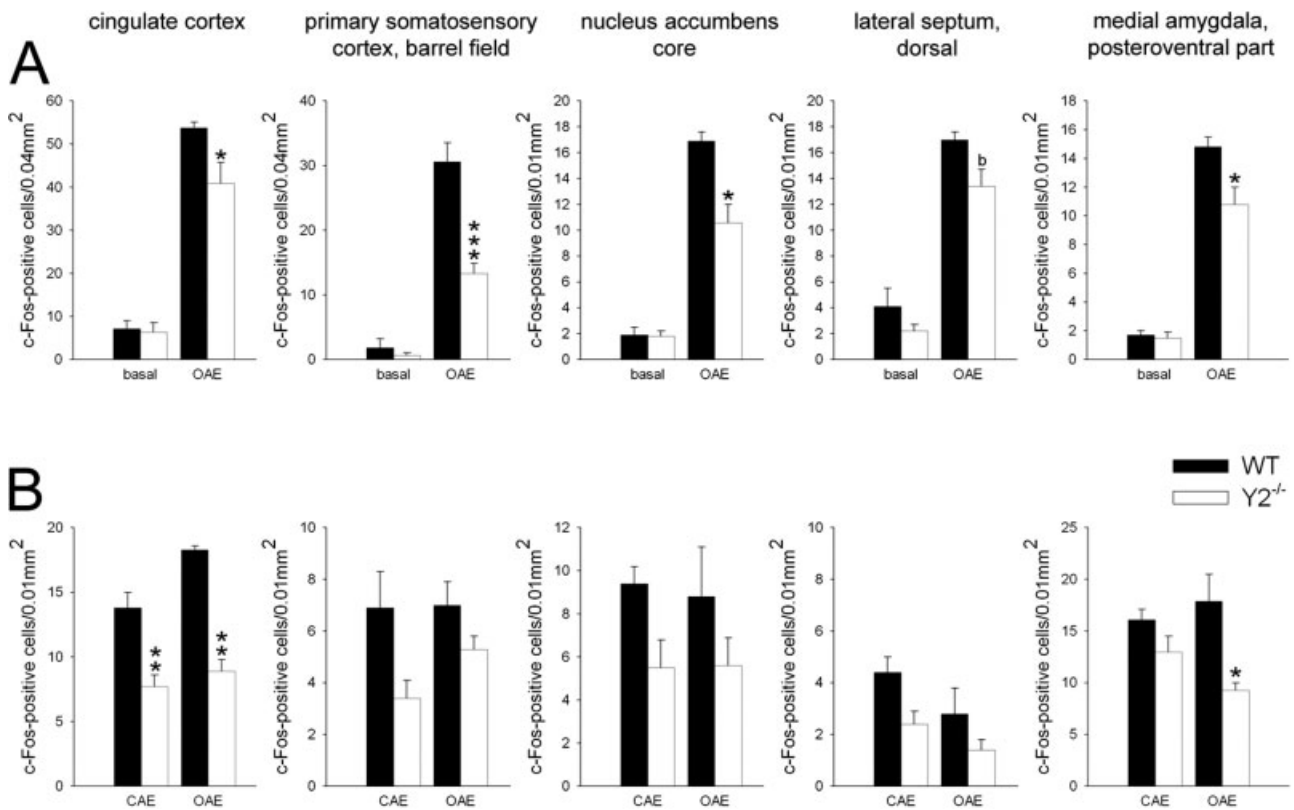 cingulate cortex
primary somatosensory
cortex, barrel field
nucleus accumbens
core
lateral septum,
dorsal
medial amygdala,
posteroventral part
A
c-Fos-positive cells/0.04mm²
60
50
40
30
20
10
0
*
basal
OAE
c-Fos-positive cells/0.04mm²
40
30
20
10
0
***
basal
OAE
c-Fos-positive cells/0.01mm²
20
18
16
14
12
10
8
6
4
2
0
*
basal
OAE
c-Fos-positive cells/0.01mm²
20
18
16
14
12
10
8
6
4
2
0
b
basal
OAE
c-Fos-positive cells/0.01mm²
18
16
14
12
10
8
6
4
2
0
*
basal
OAE
B
WT
Y2-/-
c-Fos-positive cells/0.01mm²
20
15
10
5
0
**
**
CAE
OAE
c-Fos-positive cells/0.01mm²
10
8
6
4
2
0
CAE
OAE
c-Fos-positive cells/0.01mm²
12
10
8
6
4
2
0
CAE
OAE
c-Fos-positive cells/0.01mm²
10
8
6
4
2
0
CAE
OAE
c-Fos-positive cells/0.01mm²
25
20
15
10
5
0
*
CAE
OAE